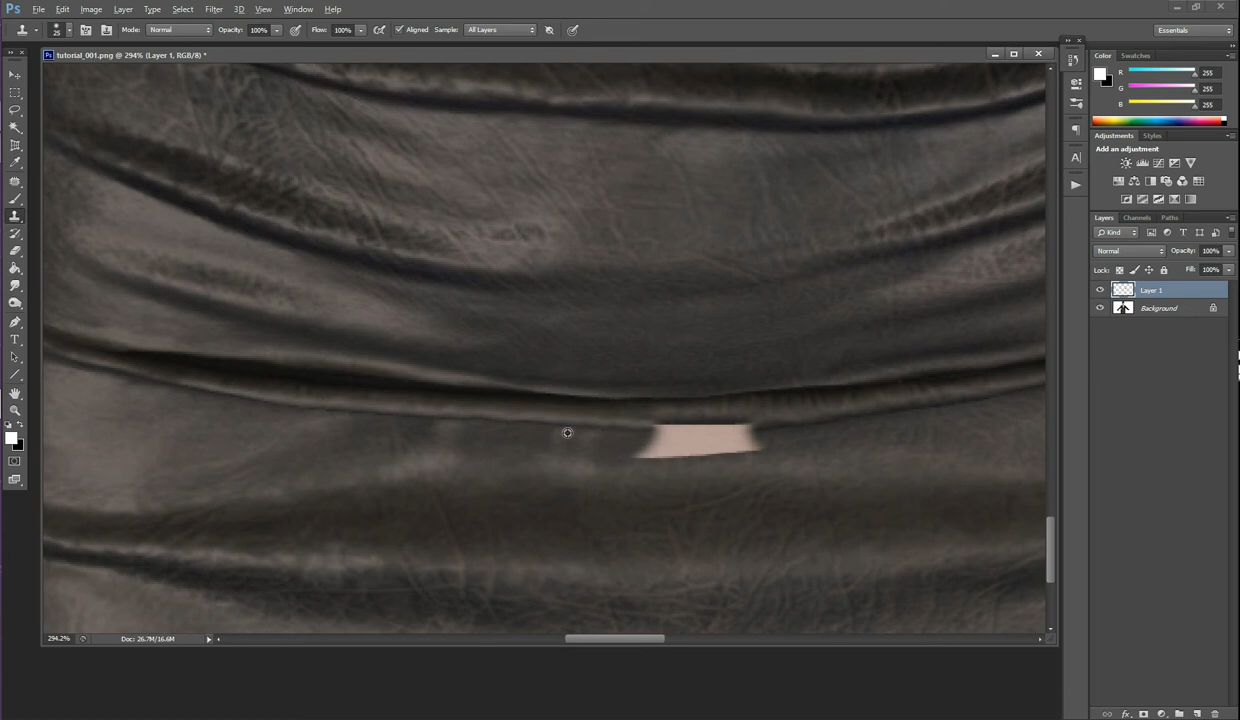 Ps File Edit Image Layer Type Select Filter 3D View Window Help
25 Mode: Normal Opacity: 100% Flow: 100% Aligned Sample: All Layers Essentials
Ps tutorial_001.png @ 294% (Layer 1, RGB/8) *
Color Swatches
R 255
G 255
B 255
Adjustments Styles
Add an adjustment
Layers Channels Paths
Kind
Normal Opacity: 100%
Lock: Fill: 100%
Layer 1
Background
294.2% Doc: 26.7M/16.6M